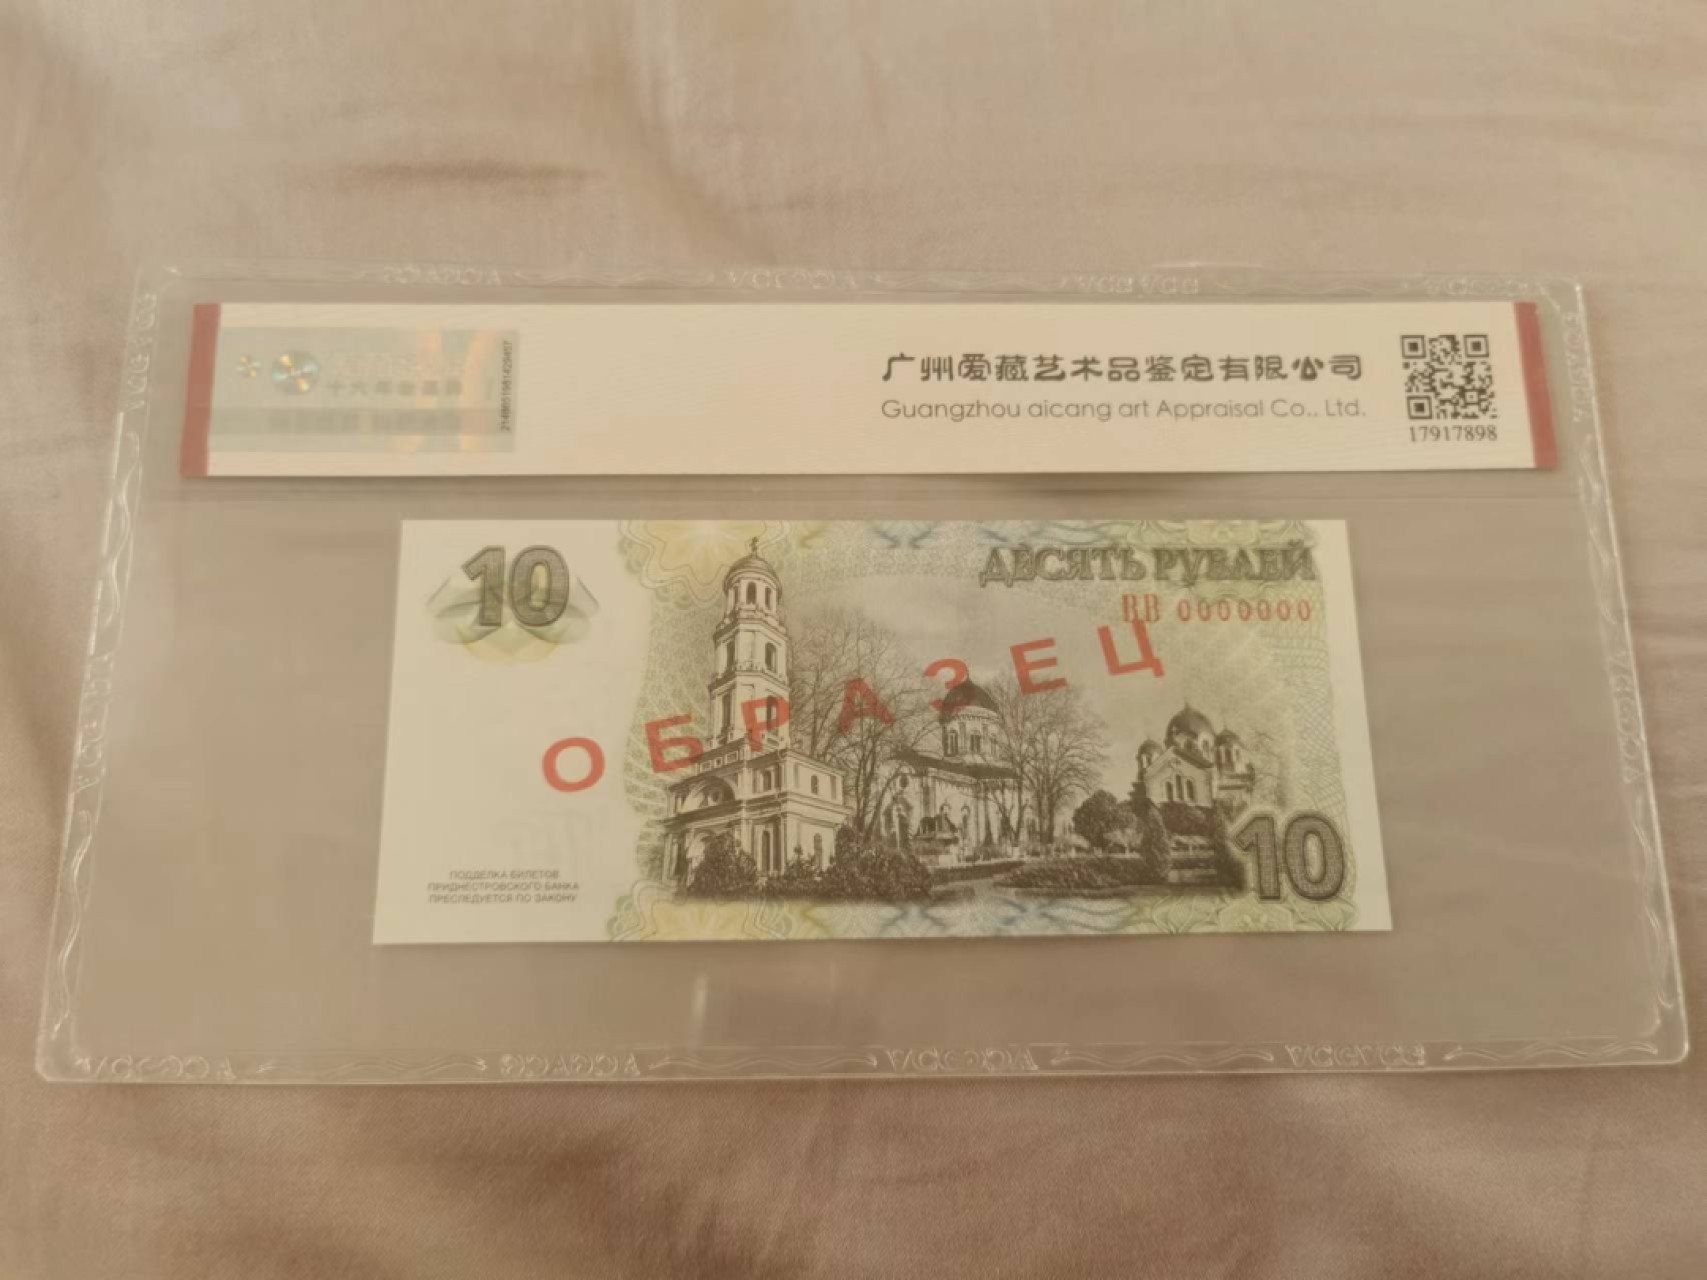 广州爱藏艺术品鉴定有限公司
Guangzhou aicang art Appraisal Co., Ltd.
17917898
10
ДЕСЯТЬ РУБЛЕЙ
ВВ 0000000
ОБРАЗЕЦ
10
ПОДДЕЛКА БИЛЕТОВ
ПРИДНЕСТРОВСКОГО БАНКА
ПРЕСЛЕДУЕТСЯ ПО ЗАКОНУ